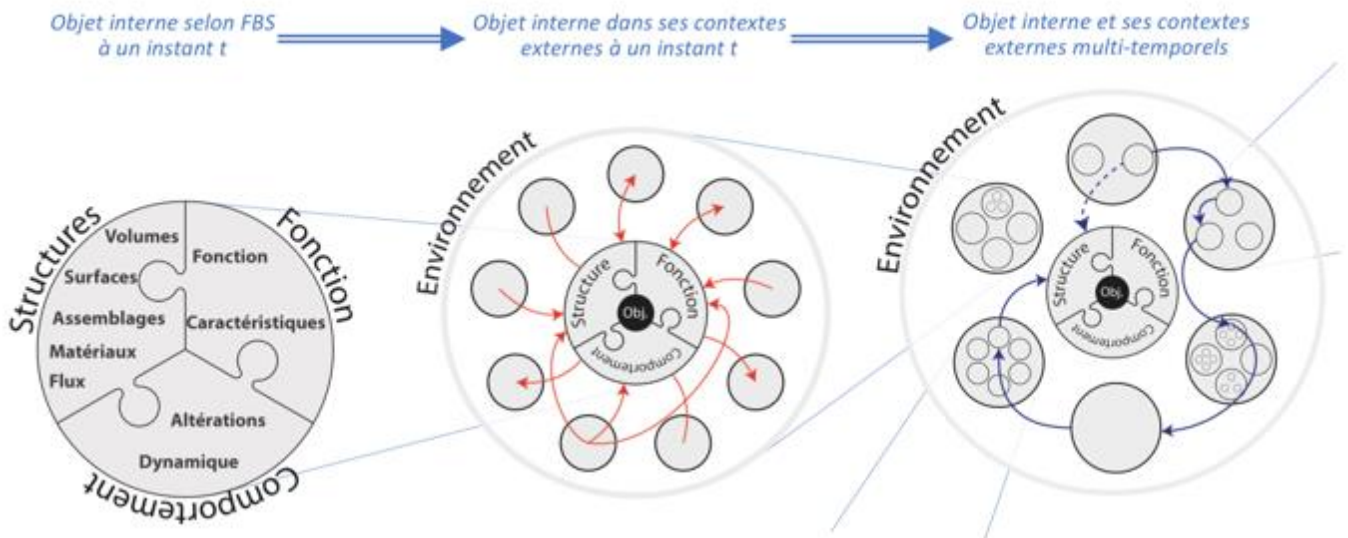 Objet interne selon FBS
à un instant t
Objet interne dans ses contextes
externes à un instant t
Objet interne et ses contextes
externes multi-temporels
Structures
Fonction
Comportement
Volumes
Fonction
Surfaces
Assemblages
Caractéristiques
Matériaux
Flux
Altérations
Dynamique
Environnement
Structure
Fonction
Obj.
Comportement
Environnement
Structure
Fonction
Obj.
Comportement